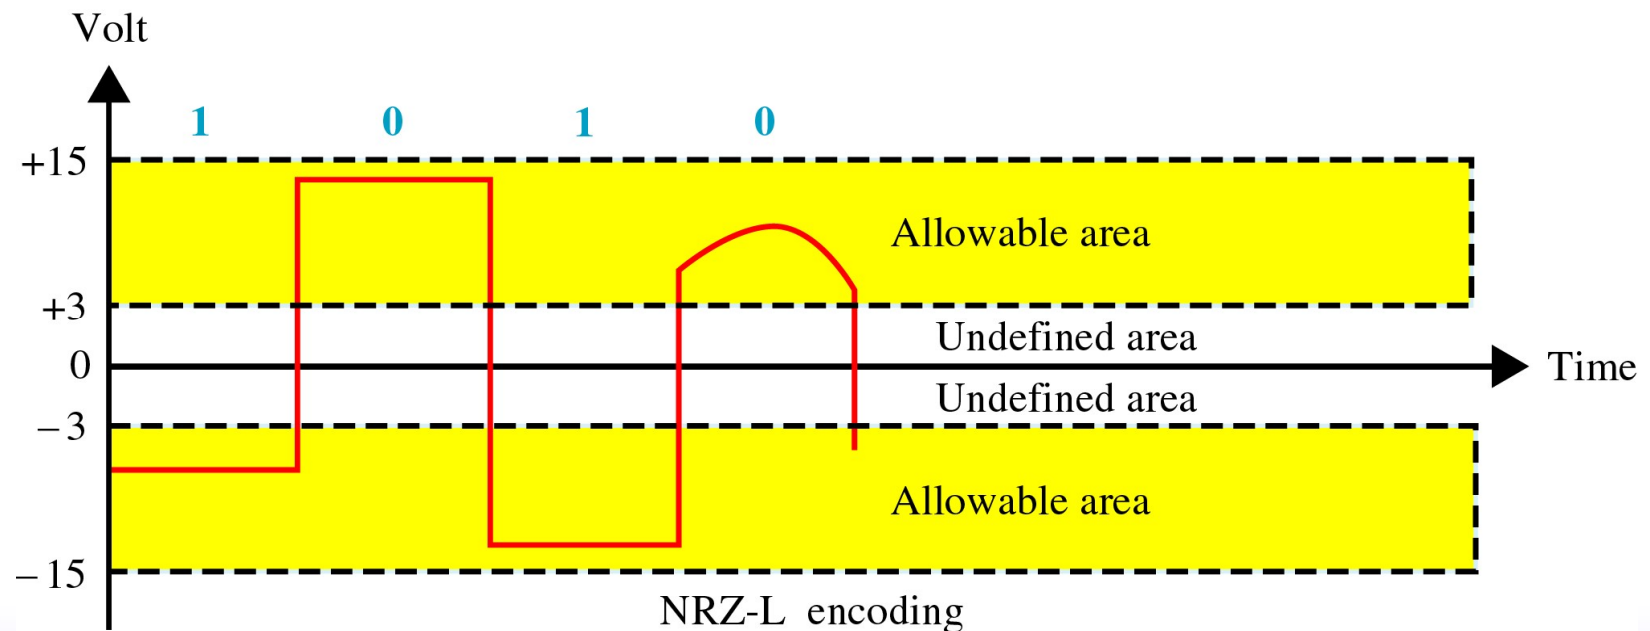 Volt
1 0 1 0
+15
Allowable area
+3
Undefined area
0
Time
Undefined area
– 3
Allowable area
– 15
NRZ-L encoding